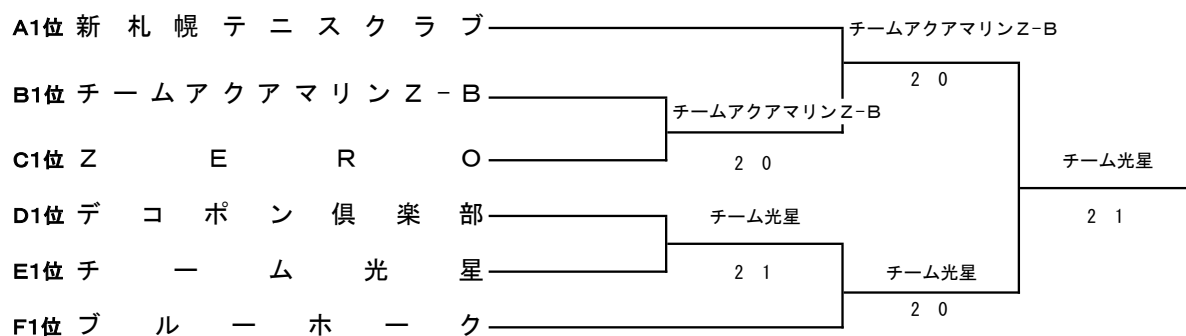 A1位 新札幌テニスクラブ
チームアクアマリンZ-B
2 0
B1位 チームアクアマリンZ-B
チームアクアマリンZ-B
C1位 ZERO
2 0
チーム光星
D1位 デコポン倶楽部
チーム光星
2 1
E1位 チーム光星
2 1
チーム光星
F1位 ブルーホーク
2 0